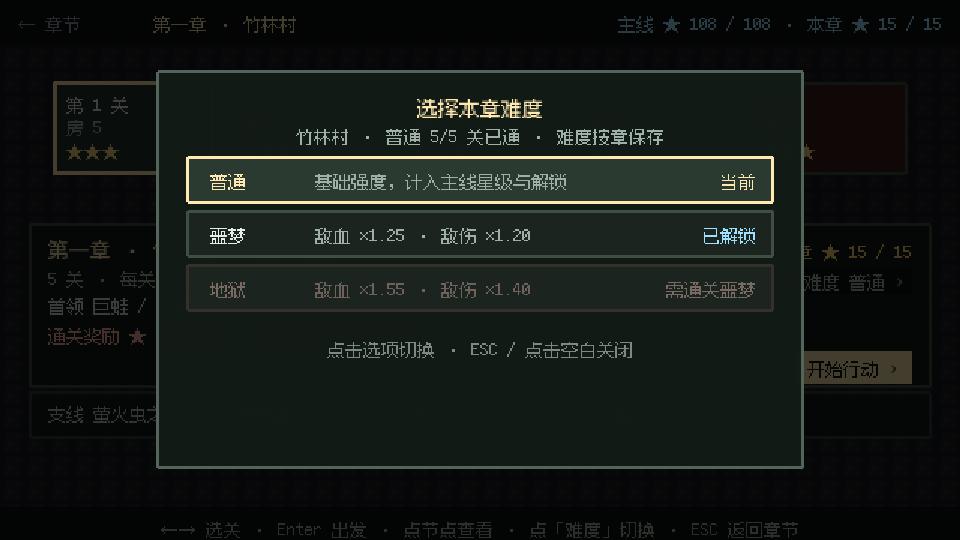 ← 章节 第一章 · 竹林村 主线 ★ 108 / 108 · 本章 ★ 15 / 15
第 1 关
房 5
★★★
选择本章难度
竹林村 · 普通 5/5 关已通 · 难度按章保存
普通 基础强度，计入主线星级与解锁 当前
噩梦 敌血 ×1.25 · 敌伤 ×1.20 已解锁
地狱 敌血 ×1.55 · 敌伤 ×1.40 需通关噩梦
点击选项切换 · ESC / 点击空白关闭
第一章 · ★ 15 / 15
5 关 · 每关 难度 普通 ›
首领 巨蛙 /
通关奖励 ★
开始行动 ›
支线 萤火虫之
←→ 选关 · Enter 出发 · 点节点查看 · 点「难度」切换 · ESC 返回章节